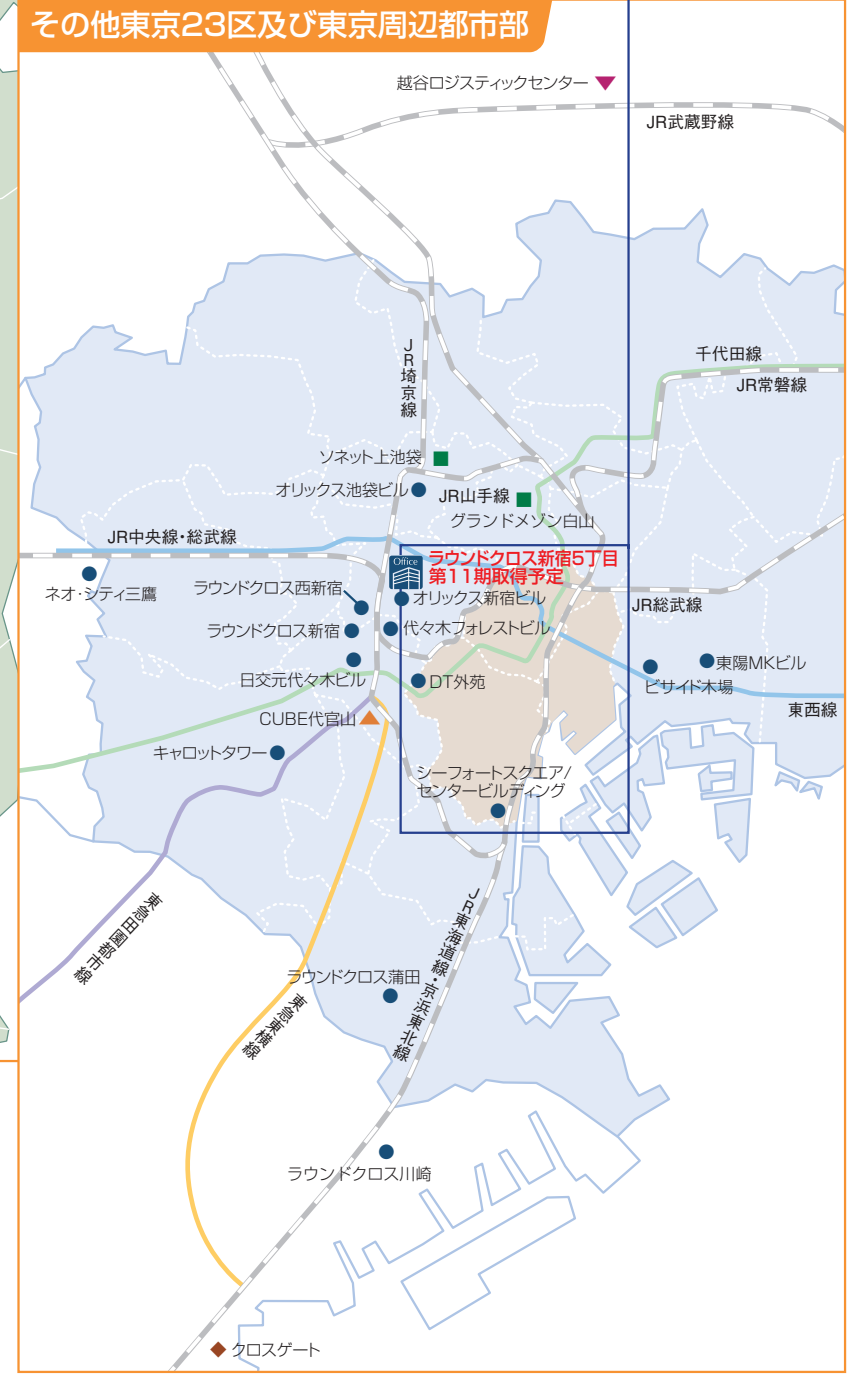 その他東京23区及び東京周辺都市部
越谷ロジスティックセンター
JR武蔵野線
JR埼京線
千代田線
JR常磐線
ソネット上池袋
オリックス池袋ビル
JR山手線
グランドメゾン白山
JR中央線・総武線
ネオ・シティ三鷹
Office
ラウンドクロス新宿5丁目
第11期取得予定
ラウンドクロス西新宿
オリックス新宿ビル
JR総武線
ラウンドクロス新宿
代々木フォレストビル
日交元代々木ビル
DT外苑
東陽MKビル
ビサイド木場
東西線
CUBE代官山
キャロットタワー
シーフォートスクエア/
センタービルディング
東急田園都市線
JR東海道線・京浜東北線
ラウンドクロス蒲田
東急東横線
ラウンドクロス川崎
クロスゲート